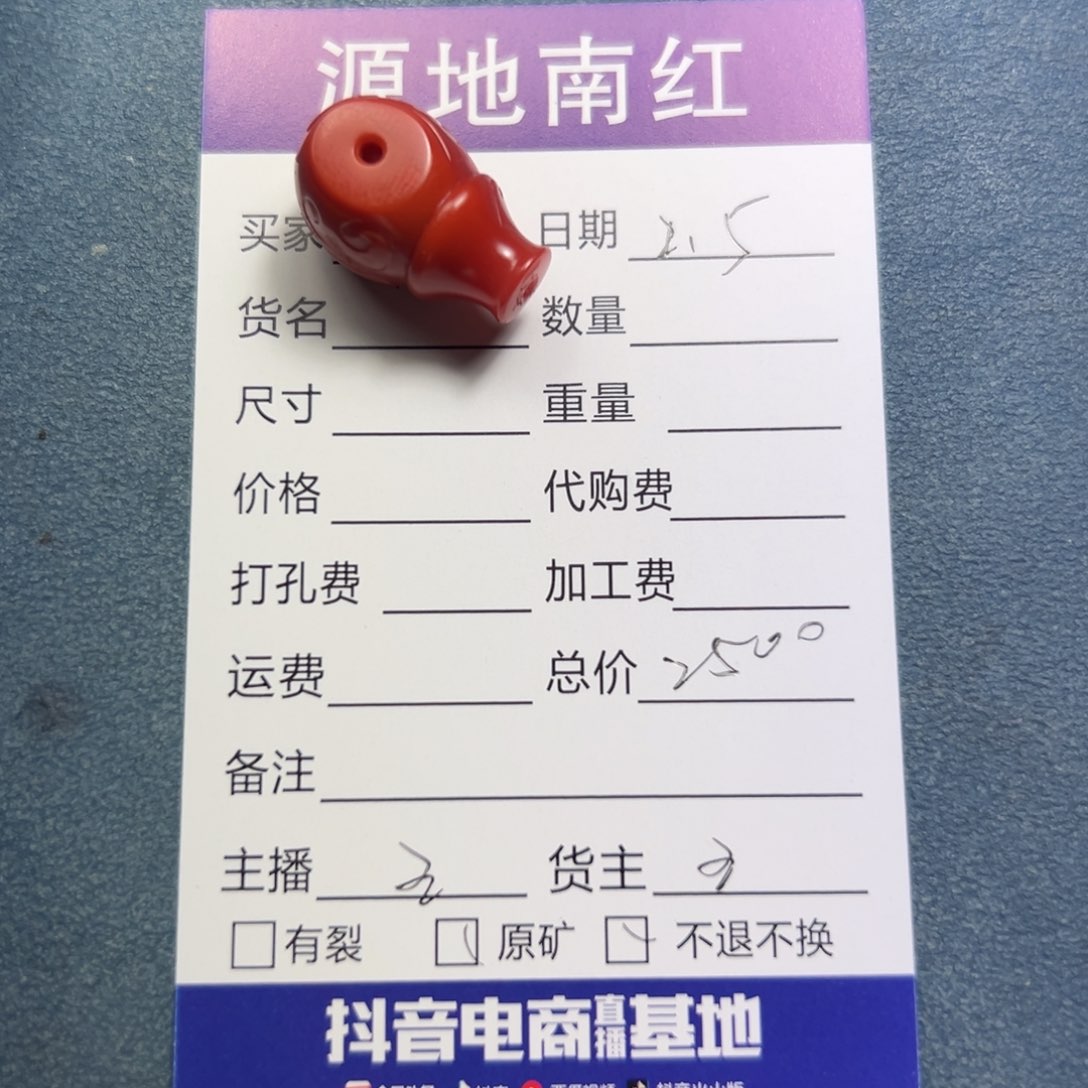 源地南红
买家 日期 2.5
货名 数量
尺寸 重量
价格 代购费
打孔费 加工费
运费 总价 2500
备注
主播 货主
有裂 原矿 不退不换
抖音电商直播基地